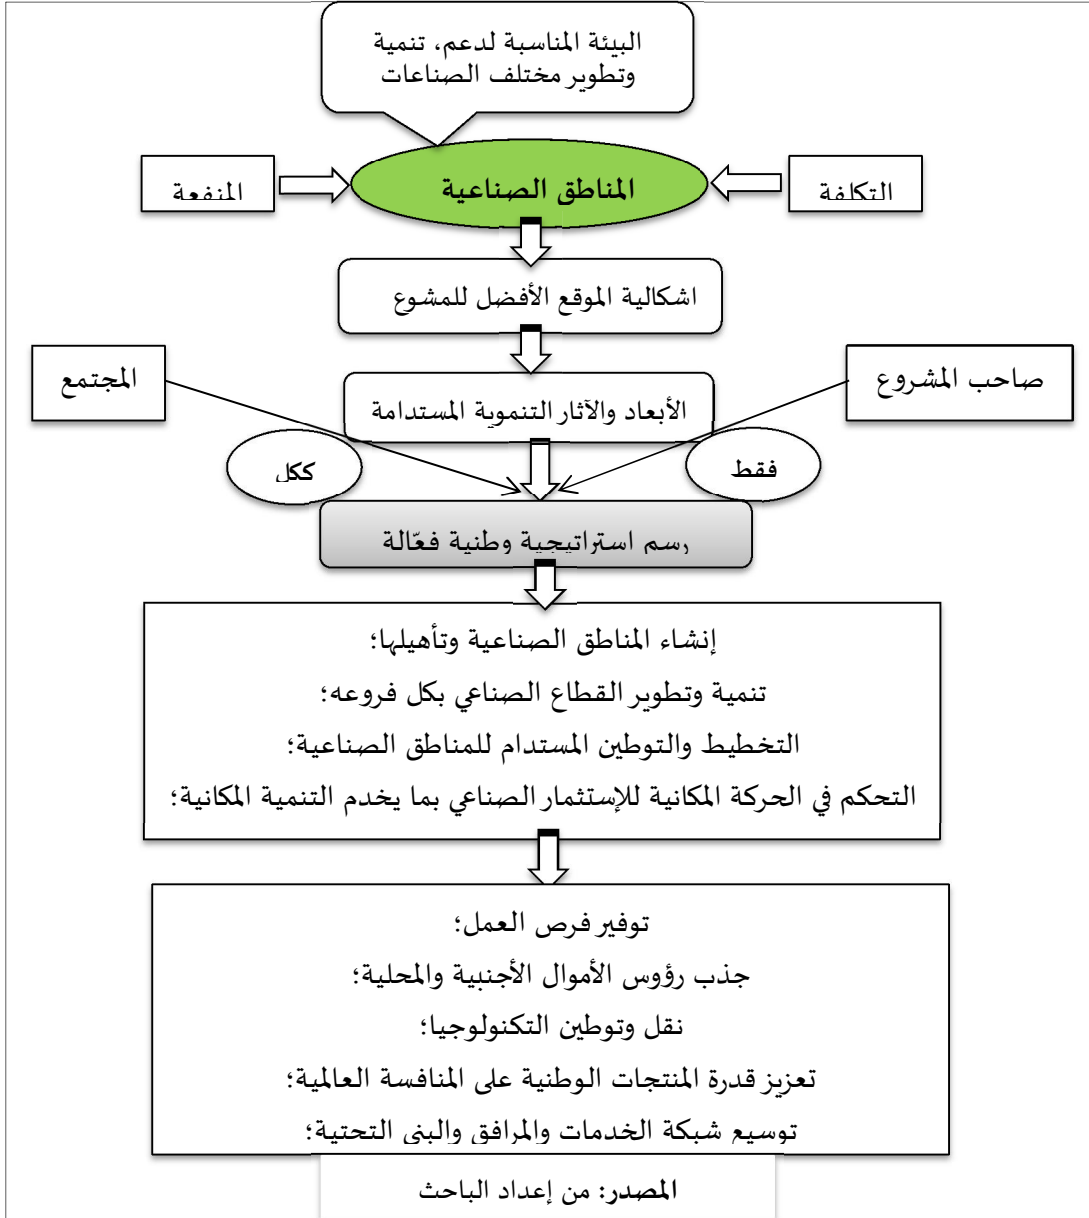 البيئة المناسبة لدعم، تنمية
وتطوير مختلف الصناعات
التكلفة
المناطق الصناعية
المنفعة
اشكالية الموقع الأفضل للمشوع
صاحب المشروع
المجتمع
الأبعاد والآثار التنموية المستدامة
فقط
ككل
رسم استراتيجية وطنية فعّالة
إنشاء المناطق الصناعية وتأهيلها؛
تنمية وتطوير القطاع الصناعي بكل فروعه؛
التخطيط والتوطين المستدام للمناطق الصناعية؛
التحكم في الحركة المكانية للإستثمار الصناعي بما يخدم التنمية المكانية؛
توفير فرص العمل؛
جذب رؤوس الأموال الأجنبية والمحلية؛
نقل وتوطين التكنولوجيا؛
تعزيز قدرة المنتجات الوطنية على المنافسة العالمية؛
توسيع شبكة الخدمات والمرافق والبنى التحتية؛
المصدر: من إعداد الباحث